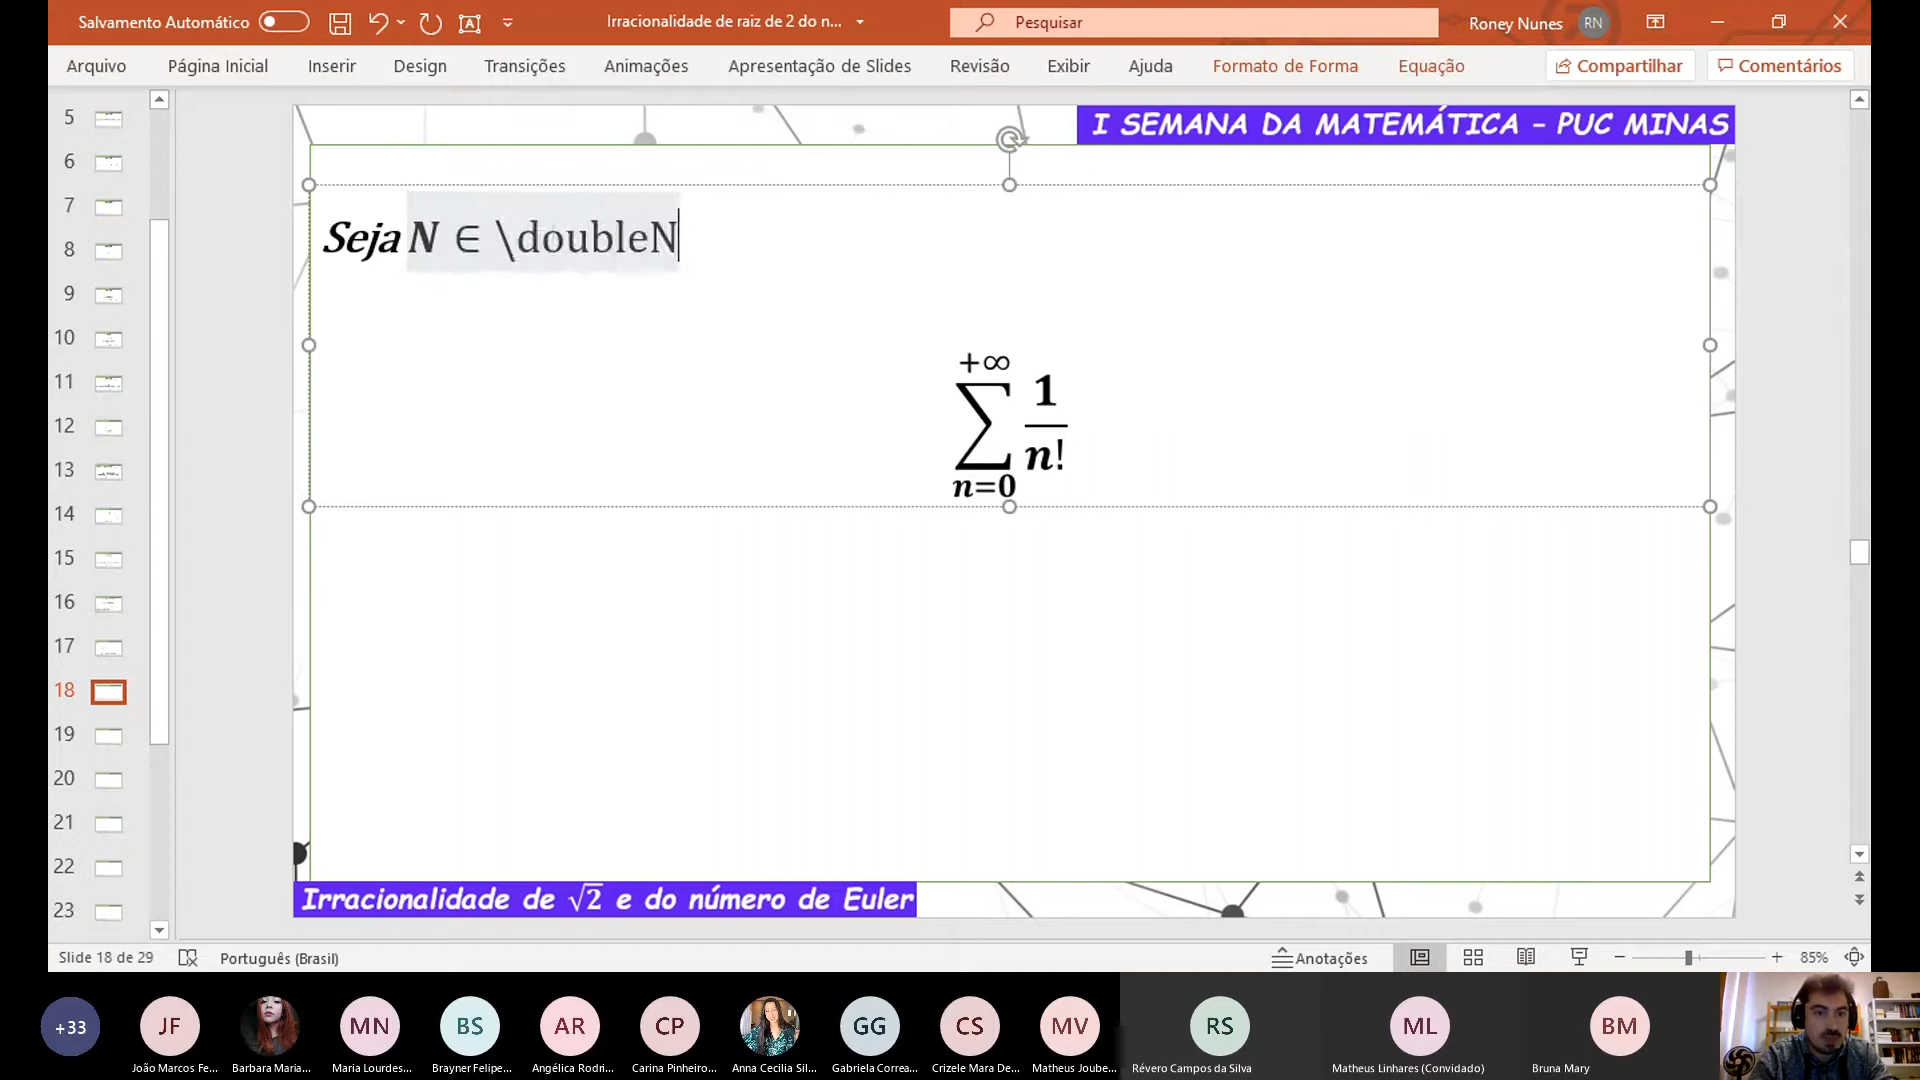 Salvamento Automático
Irracionalidade de raiz de 2 do n...
Pesquisar
Roney Nunes
RN
Arquivo
Página Inicial
Inserir
Design
Transições
Animações
Apresentação de Slides
Revisão
Exibir
Ajuda
Formato de Forma
Equação
Compartilhar
Comentários
5
6
7
8
9
10
11
12
13
14
15
16
17
18
19
20
21
22
23
I SEMANA DA MATEMÁTICA - PUC MINAS
Seja N ∈ \doubleN
+∞
∑ 1/n!
n=0
Irracionalidade de √2 e do número de Euler
Slide 18 de 29
Português (Brasil)
Anotações
85%
+33
JF
MN
BS
AR
CP
GG
CS
MV
RS
ML
BM
João Marcos Fe...
Barbara Maria...
Maria Lourdes...
Brayner Felipe...
Angélica Rodri...
Carina Pinheiro...
Anna Cecilia Sil...
Gabriela Correa...
Crizele Mara De...
Matheus Joube...
Révero Campos da Silva
Matheus Linhares (Convidado)
Bruna Mary